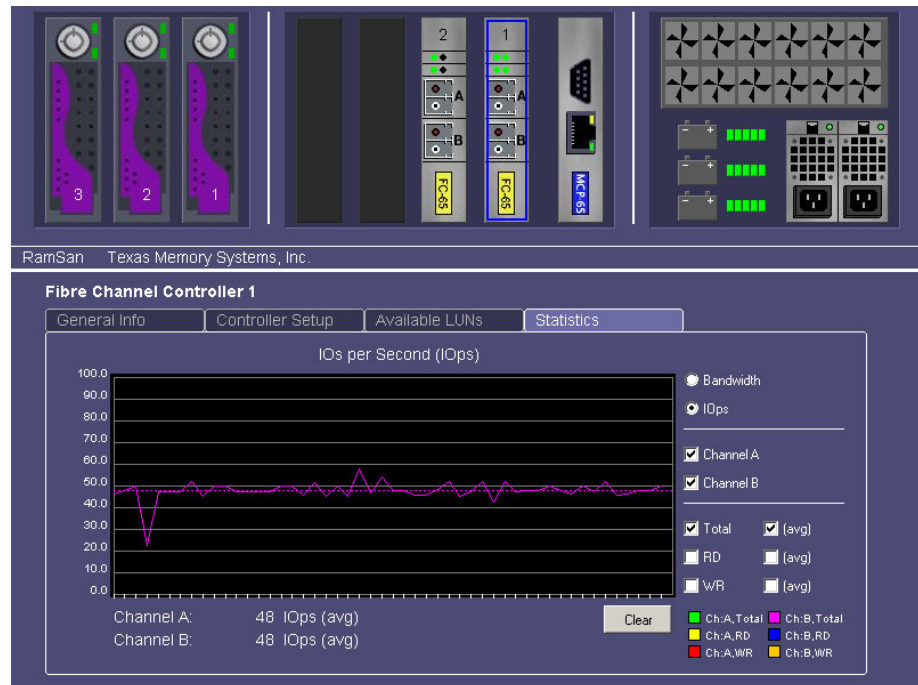 2
1
A
A
B
B
3
2
1
FC-65
FC-65
MCP-65
- +
- +
- +
RamSan Texas Memory Systems, Inc.
Fibre Channel Controller 1
General Info Controller Setup Available LUNs Statistics
IOs per Second (IOps)
100.0
90.0
80.0
70.0
60.0
50.0
40.0
30.0
20.0
10.0
0.0
Bandwidth
IOps
Channel A
Channel B
Total (avg)
RD (avg)
WR (avg)
Channel A: 48 IOps (avg)
Channel B: 48 IOps (avg)
Clear
Ch:A,Total Ch:B,Total
Ch:A,RD Ch:B,RD
Ch:A,WR Ch:B,WR